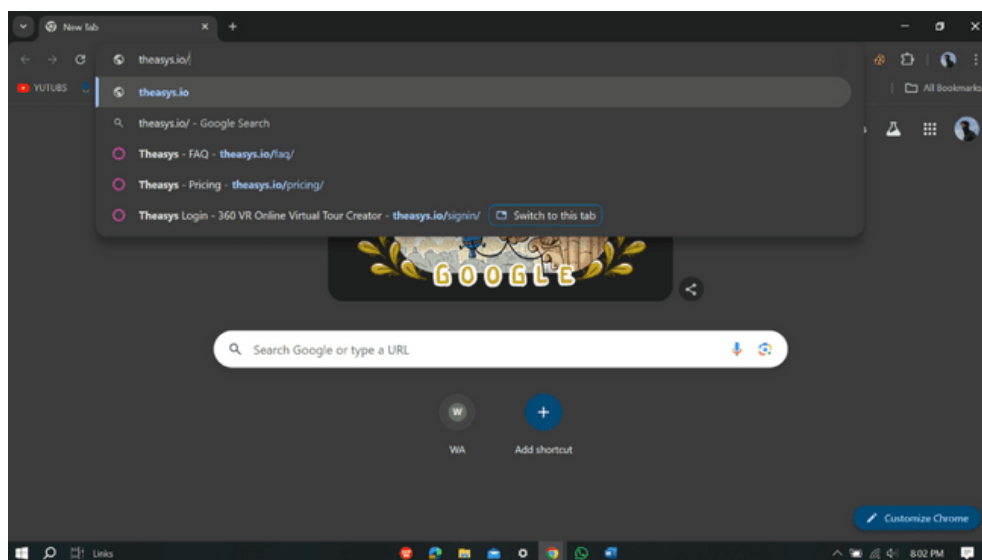 New Tab
theasys.io/
YUTUBS
All Bookmarks
theasys.io
theasys.io/ - Google Search
Theasys - FAQ - theasys.io/faq/
Theasys - Pricing - theasys.io/pricing/
Theasys Login - 360 VR Online Virtual Tour Creator - theasys.io/signin/ Switch to this tab
GOOGLE
Search Google or type a URL
W
WA
Add shortcut
Customize Chrome
Links
8:02 PM